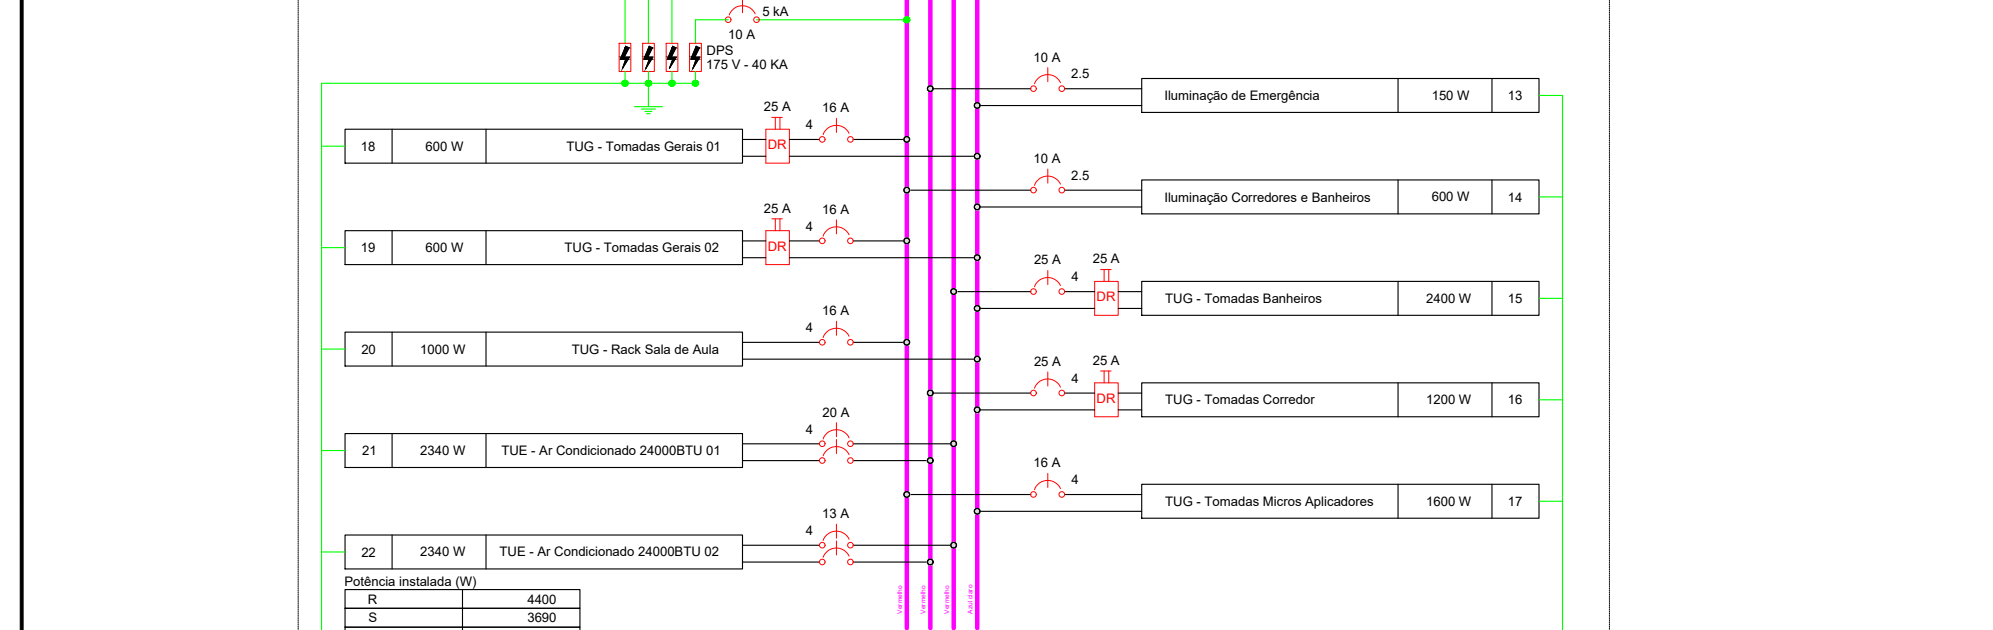 5 kA
10 A
DPS
175 V - 40 KA
25 A
16 A
4
DR
18 600 W TUG - Tomadas Gerais 01
25 A
16 A
4
DR
19 600 W TUG - Tomadas Gerais 02
16 A
4
20 1000 W TUG - Rack Sala de Aula
20 A
4
21 2340 W TUE - Ar Condicionado 24000BTU 01
13 A
4
22 2340 W TUE - Ar Condicionado 24000BTU 02
Potência instalada (W)
R 4400
S 3690
Vermelho
Vermelho
Vermelho
Azul claro
10 A
2.5
Iluminação de Emergência 150 W 13
10 A
2.5
Iluminação Corredores e Banheiros 600 W 14
25 A
4
25 A
DR
TUG - Tomadas Banheiros 2400 W 15
25 A
4
25 A
DR
TUG - Tomadas Corredor 1200 W 16
16 A
4
TUG - Tomadas Micros Aplicadores 1600 W 17